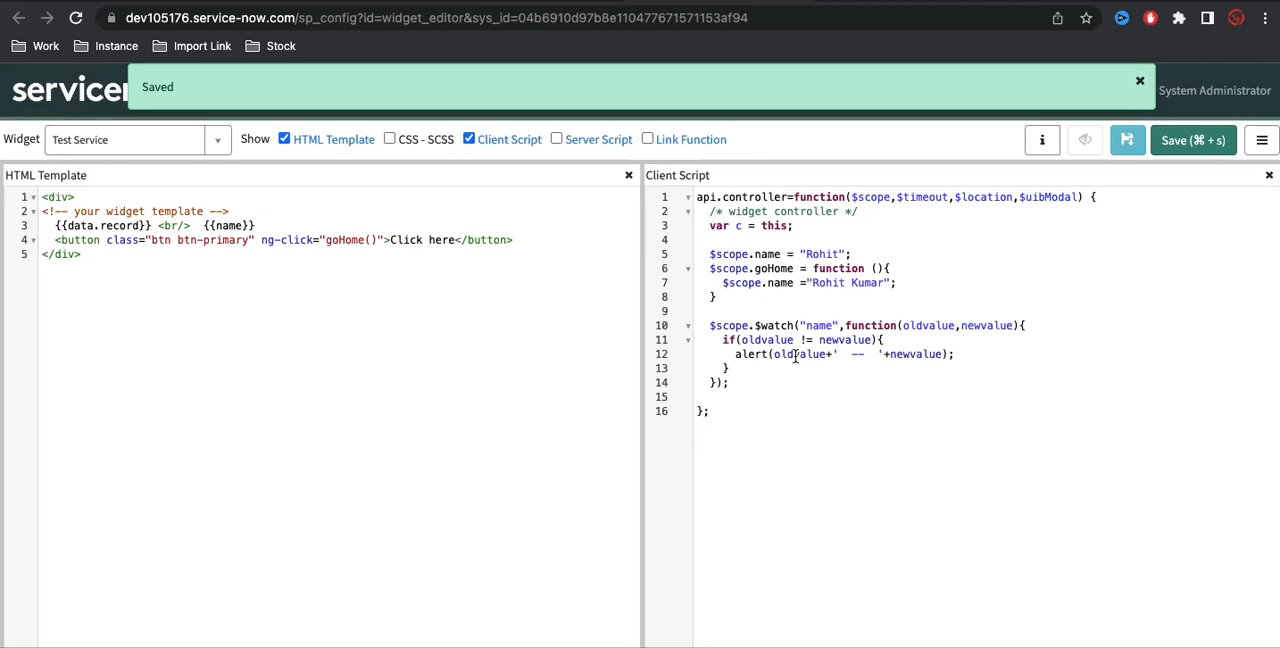 dev105176.service-now.com/sp_config?id=widget_editor&sys_id=04b6910d97b8e110477671571153af94
Work Instance Import Link Stock
Saved
System Administrator
Widget Test Service Show HTML Template CSS - SCSS Client Script Server Script Link Function Save (⌘ + s)
HTML Template
1 <div>
2 <!-- your widget template -->
3 {{data.record}} <br/> {{name}}
4 <button class="btn btn-primary" ng-click="goHome()">Click here</button>
5 </div>
Client Script
1 api.controller=function($scope,$timeout,$location,$uibModal) {
2 /* widget controller */
3 var c = this;
4
5 $scope.name = "Rohit";
6 $scope.goHome = function (){
7 $scope.name ="Rohit Kumar";
8 }
9
10 $scope.$watch("name",function(oldvalue,newvalue){
11 if(oldvalue != newvalue){
12 alert(oldvalue+' -- '+newvalue);
13 }
14 });
15
16 };